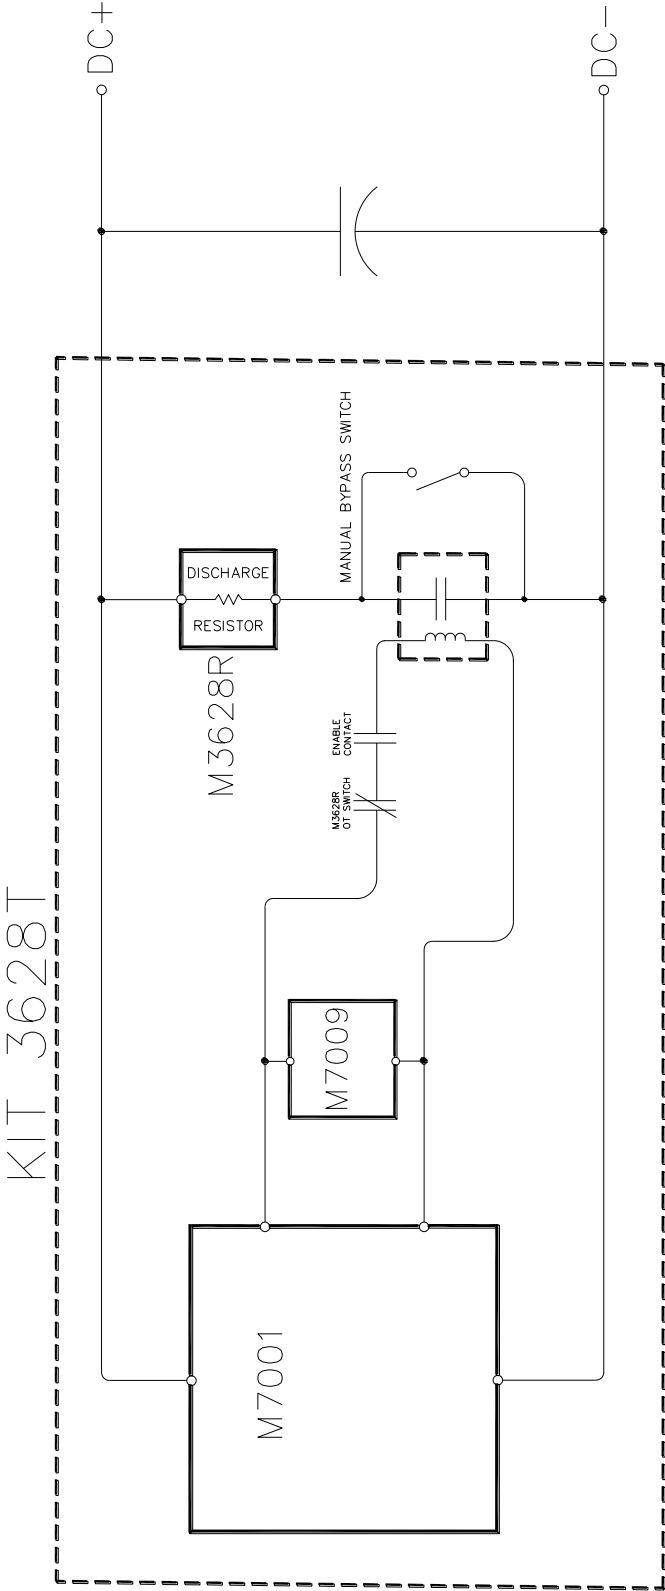 KIT 3628T
DC+
DC-
MANUAL BYPASS SWITCH
DISCHARGE
RESISTOR
M3628R
ENABLE
CONTACT
M3628R
OT SWITCH
M7009
M7001